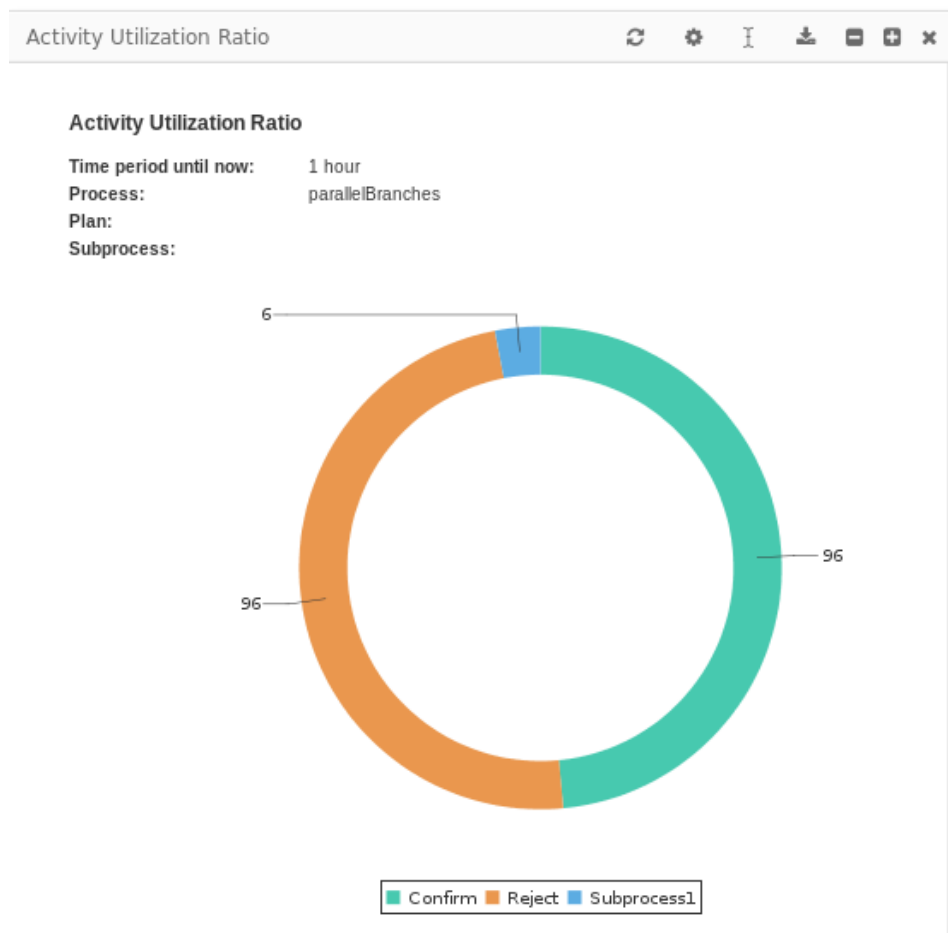 Activity Utilization Ratio
Activity Utilization Ratio
Time period until now: 1 hour
Process: parallelBranches
Plan:
Subprocess:
6
96
96
Confirm Reject Subprocess1